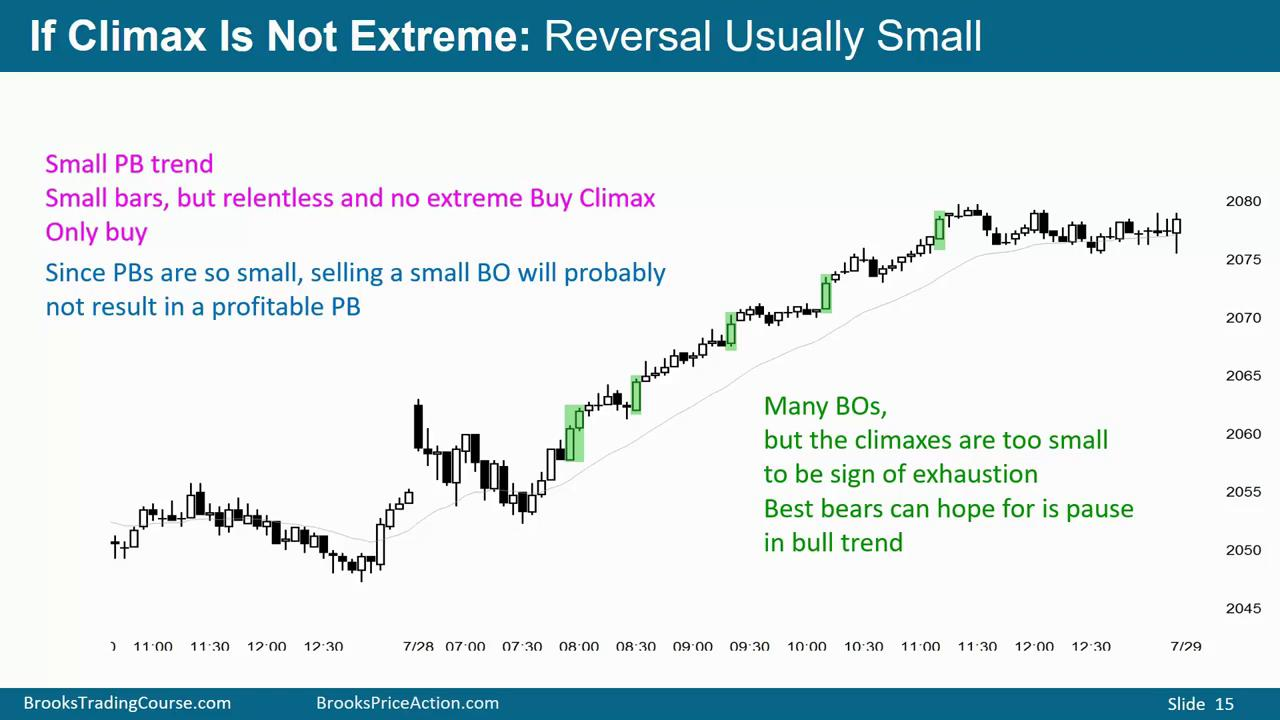 If Climax Is Not Extreme: Reversal Usually Small
Small PB trend
Small bars, but relentless and no extreme Buy Climax
Only buy
Since PBs are so small, selling a small BO will probably
not result in a profitable PB
Many BOs,
but the climaxes are too small
to be sign of exhaustion
Best bears can hope for is pause
in bull trend
2080
2075
2070
2065
2060
2055
2050
2045
11:00 11:30 12:00 12:30 7/28 07:00 07:30 08:00 08:30 09:00 09:30 10:00 10:30 11:00 11:30 12:00 12:30 7/29
BrooksTradingCourse.com BrooksPriceAction.com Slide 15